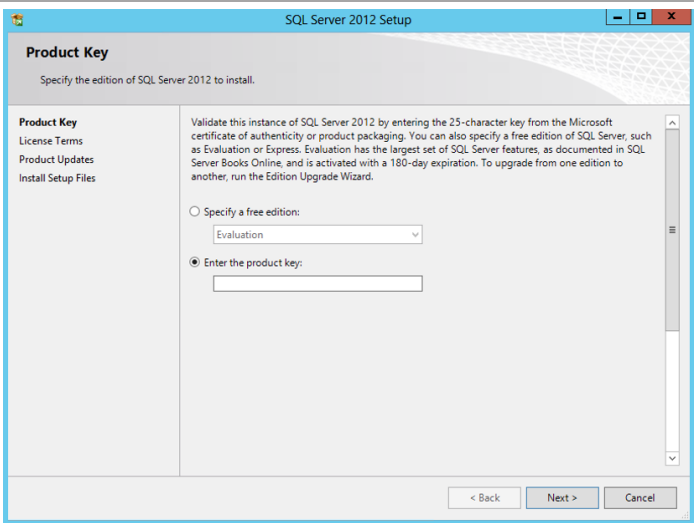 SQL Server 2012 Setup
Product Key
Specify the edition of SQL Server 2012 to install.
Product Key
License Terms
Product Updates
Install Setup Files
Validate this instance of SQL Server 2012 by entering the 25-character key from the Microsoft
certificate of authenticity or product packaging. You can also specify a free edition of SQL Server, such
as Evaluation or Express. Evaluation has the largest set of SQL Server features, as documented in SQL
Server Books Online, and is activated with a 180-day expiration. To upgrade from one edition to
another, run the Edition Upgrade Wizard.
Specify a free edition:
Evaluation
Enter the product key:
< Back
Next >
Cancel